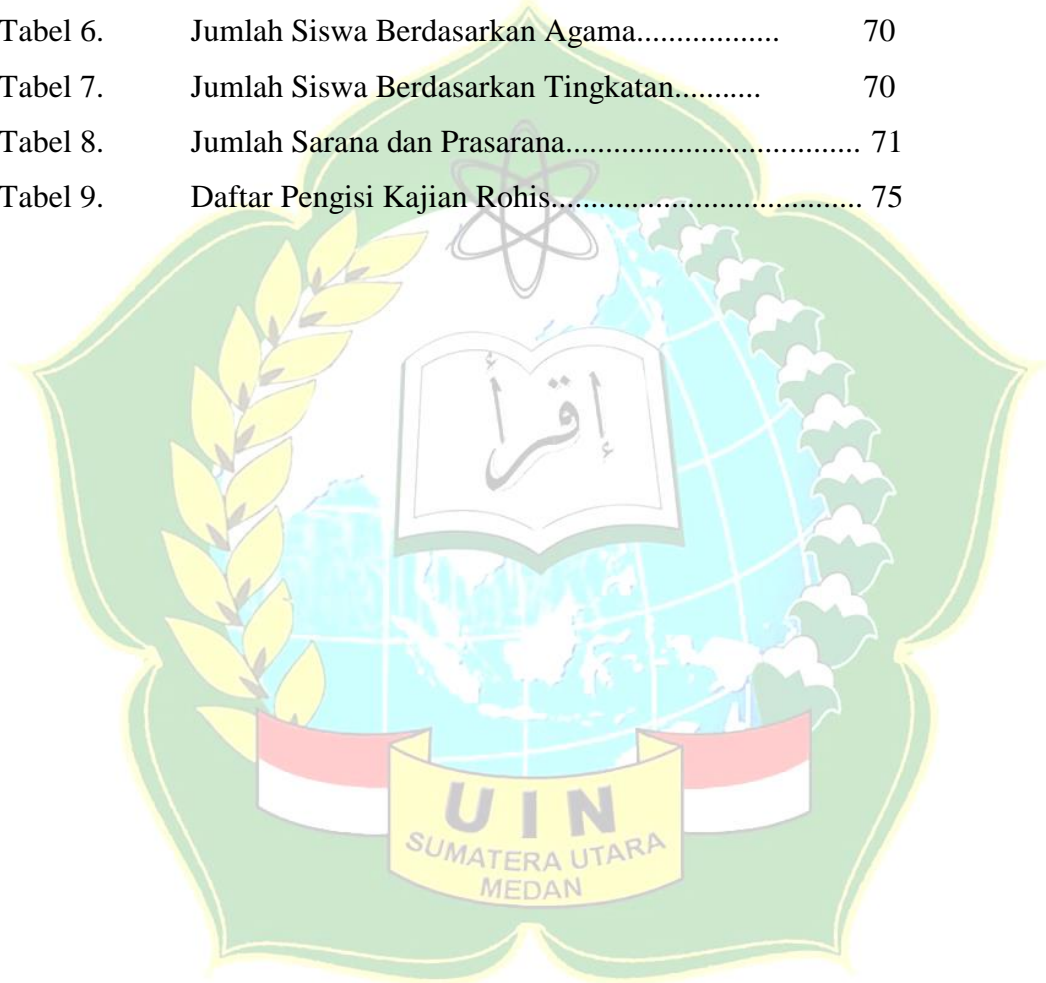 Tabel 6. Jumlah Siswa Berdasarkan Agama.................. 70
Tabel 7. Jumlah Siswa Berdasarkan Tingkatan........... 70
Tabel 8. Jumlah Sarana dan Prasarana..................................... 71
Tabel 9. Daftar Pengisi Kajian Rohis....................................... 75
إقرأ
UIN
SUMATERA UTARA
MEDAN